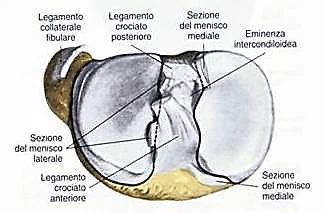 Legamento
collaterale
fibulare
Legamento
crociato
posteriore
Sezione
del menisco
mediale
Eminenza
intercondiloidea
Sezione
del menisco
laterale
Legamento
crociato
anteriore
Sezione
del menisco
mediale